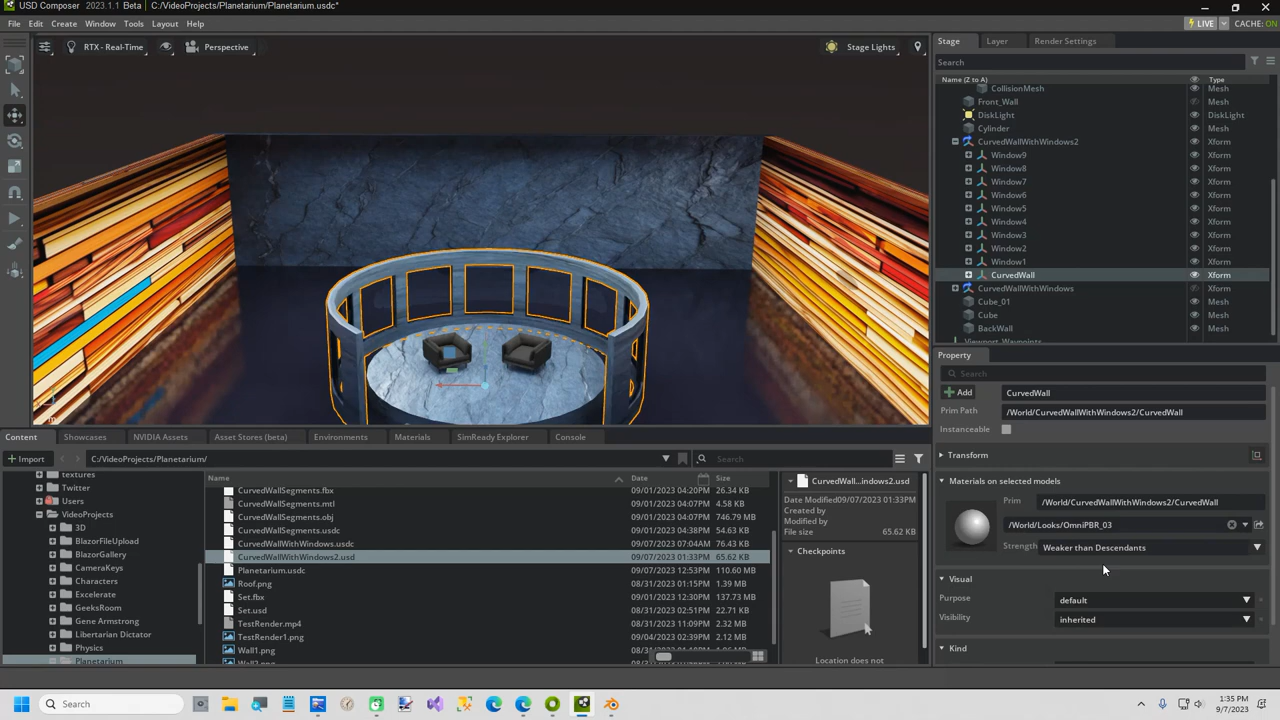 USD Composer 2023.1.1 Beta C:/VideoProjects/Planetarium/Planetarium.usdc*
File Edit Create Window Tools Layout Help
LIVE CACHE: ON
RTX - Real-Time Perspective Stage Lights
Stage Layer Render Settings
Search
Name (Z to A) Type
CollisionMesh Mesh
Front_Wall Mesh
DiskLight DiskLight
Cylinder Mesh
CurvedWallWithWindows2 Xform
Window9 Xform
Window8 Xform
Window7 Xform
Window6 Xform
Window5 Xform
Window4 Xform
Window3 Xform
Window2 Xform
Window1 Xform
CurvedWall Xform
CurvedWallWithWindows Xform
Cube_01 Mesh
Cube Mesh
BackWall Mesh
Viewport_Waypoints
Property
Search
Add CurvedWall
Prim Path /World/CurvedWallWithWindows2/CurvedWall
Instanceable
Transform
Materials on selected models
Prim /World/CurvedWallWithWindows2/CurvedWall
/World/Looks/OmniPBR_03
Strength Weaker than Descendants
Visual
Purpose default
Visibility inherited
Kind
Content Showcases NVIDIA Assets Asset Stores (beta) Environments Materials SimReady Explorer Console
Import C:/VideoProjects/Planetarium/ Search
textures
Twitter
Users
VideoProjects
3D
BlazorFileUpload
BlazorGallery
CameraKeys
Characters
Excelerate
GeeksRoom
Gene Armstrong
Libertarian Dictator
Physics
Planetarium
Name Date Modified Size
CurvedWallSegments.fbx 09/01/2023 04:20PM 26.34 KB
CurvedWallSegments.mtl 09/01/2023 04:07PM 4.58 KB
CurvedWallSegments.obj 09/01/2023 04:07PM 746.79 MB
CurvedWallSegments.usdc 09/01/2023 04:38PM 54.63 KB
CurvedWallWithWindows.usdc 09/07/2023 07:04AM 76.43 KB
CurvedWallWithWindows2.usd 09/07/2023 01:33PM 65.62 KB
Planetarium.usdc 09/07/2023 12:53PM 110.60 MB
Roof.png 08/31/2023 01:15PM 1.39 MB
Set.fbx 09/01/2023 04:20PM 137.73 MB
Set.usd 08/31/2023 02:51PM 22.71 KB
TestRender.mp4 08/31/2023 11:09PM 2.32 MB
TestRender1.png 09/04/2023 02:39PM 2.12 MB
Wall1.png
CurvedWall...indows2.usd
Date Modified 09/07/2023 01:33PM
Created by
Modified by
File size 65.62 KB
Checkpoints
Location does not
Search
1:35 PM
9/7/2023